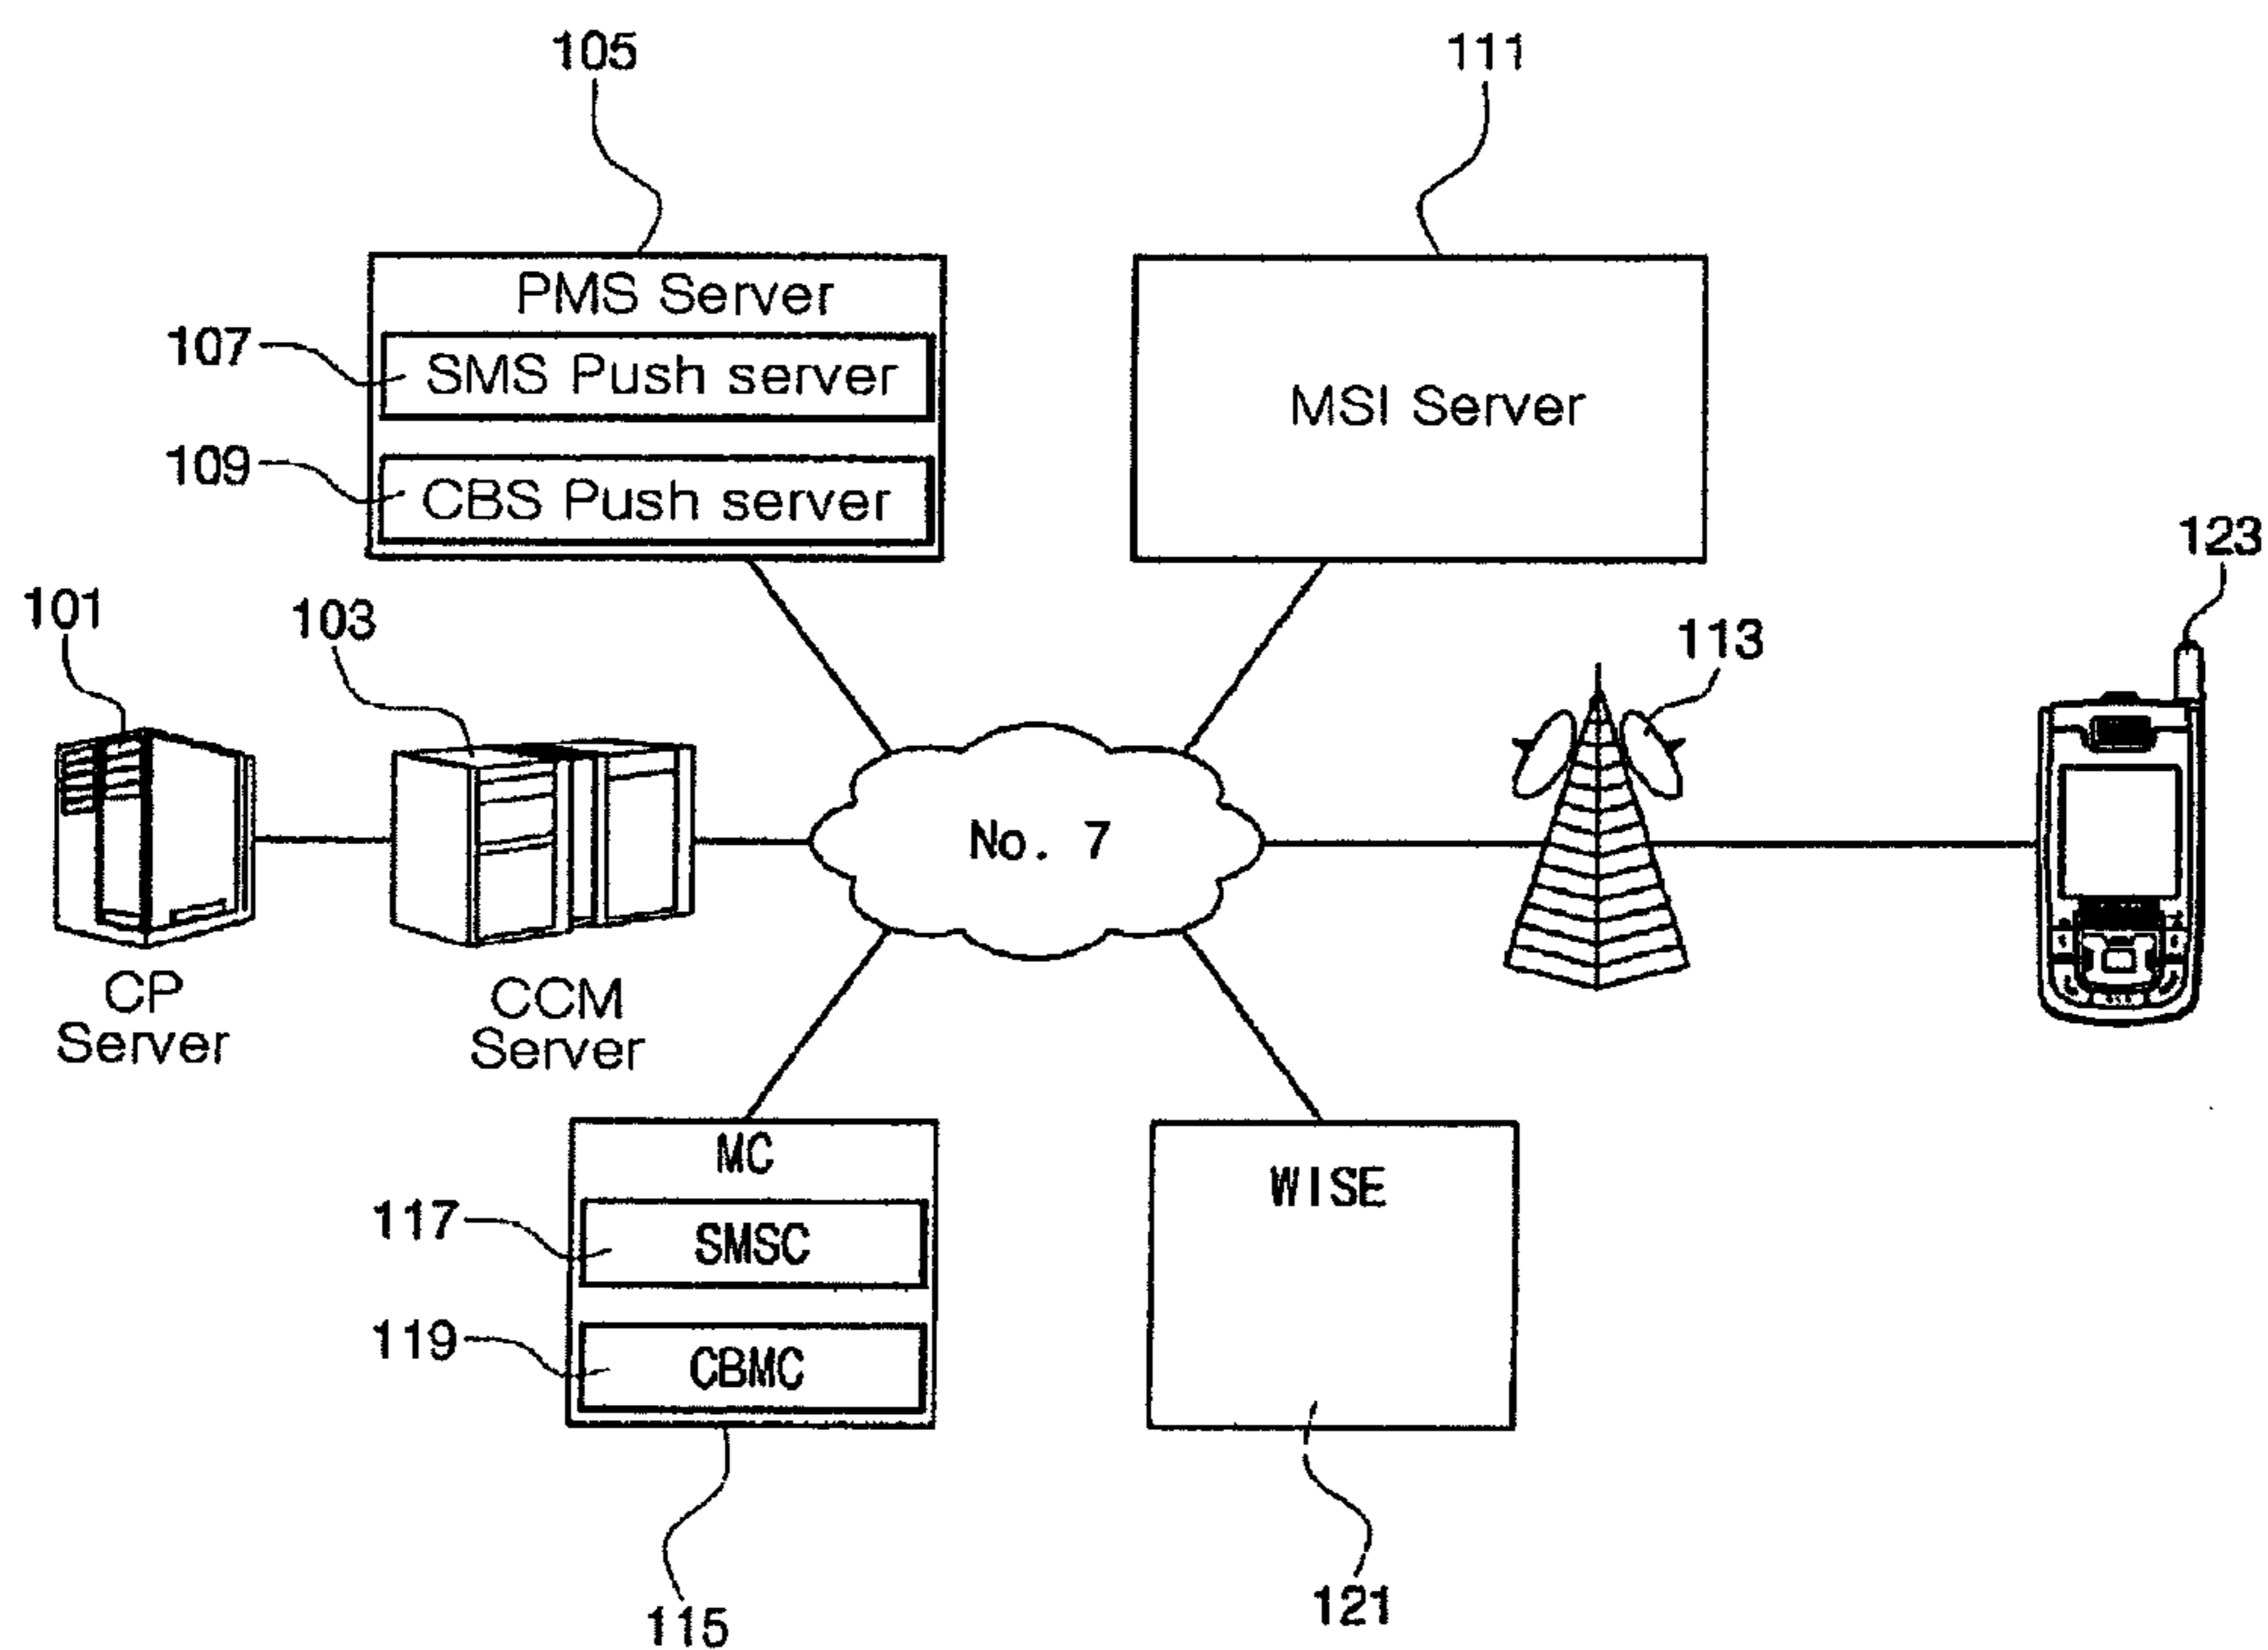 105
111
PMS Server
107
SMS Push server
MSI Server
109
CBS Push server
123
101
103
113
No. 7
CP
Server
CCM
Server
MC
WISE
117
SMSC
119
CBMC
121
115